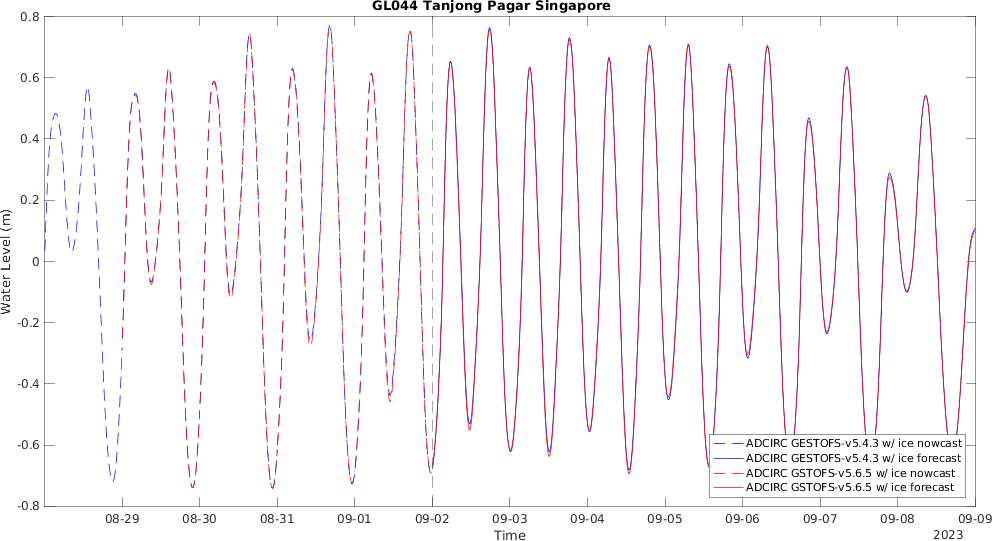 GL044 Tanjong Pagar Singapore
Water Level (m)
0.8
0.6
0.4
0.2
0
-0.2
-0.4
-0.6
-0.8
ADCIRC GESTOFS-v5.4.3 w/ ice nowcast
ADCIRC GESTOFS-v5.4.3 w/ ice forecast
ADCIRC GSTOFS-v5.6.5 w/ ice nowcast
ADCIRC GSTOFS-v5.6.5 w/ ice forecast
08-29 08-30 08-31 09-01 09-02 09-03 09-04 09-05 09-06 09-07 09-08 09-09
Time
2023